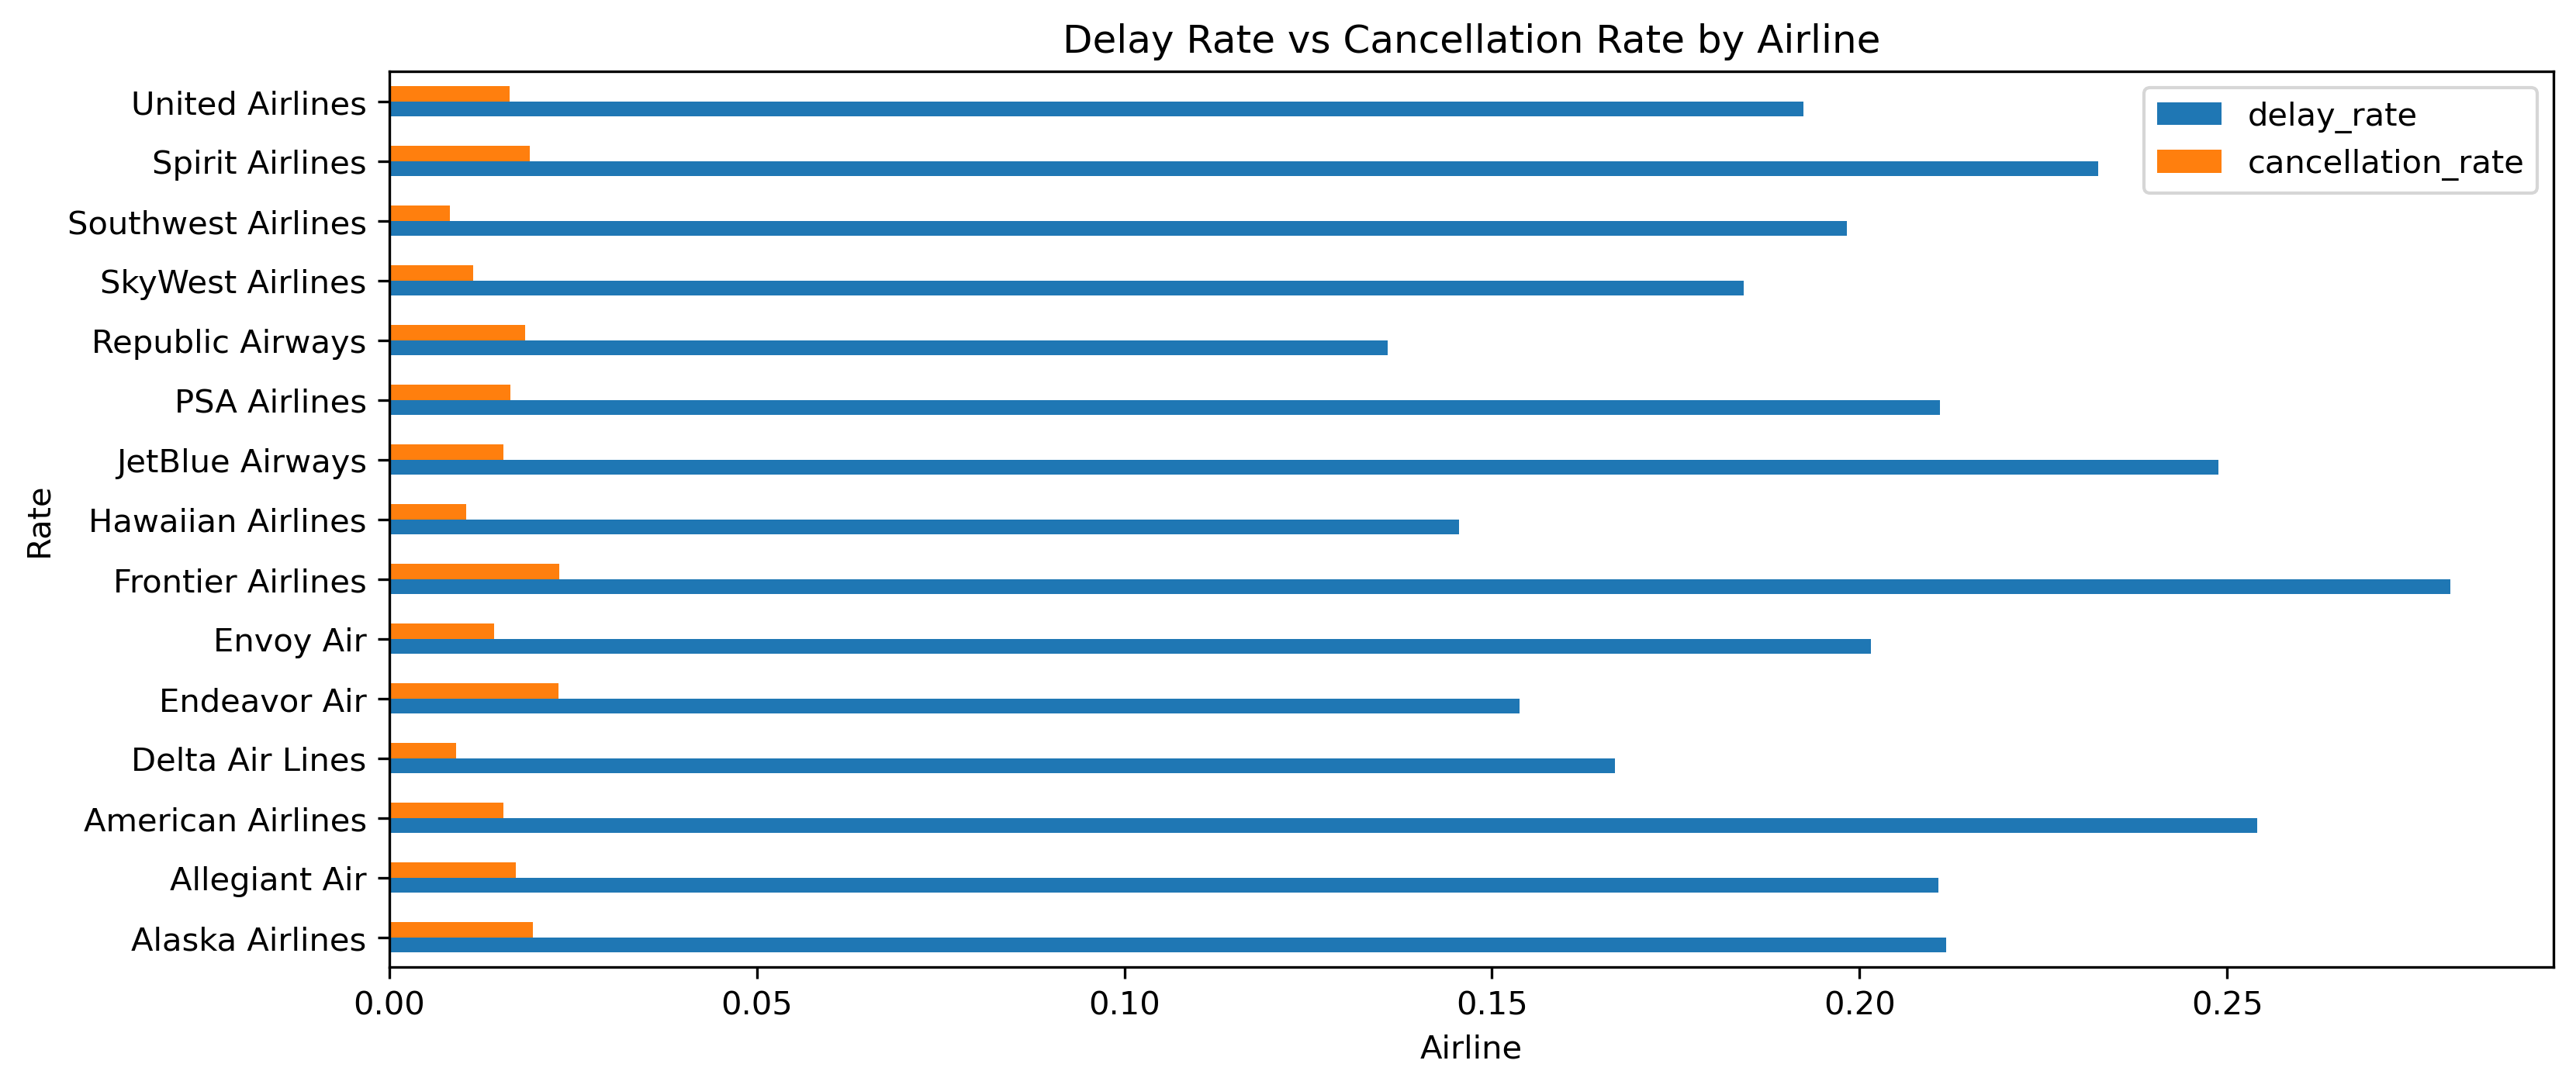 Delay Rate vs Cancellation Rate by Airline
delay_rate
cancellation_rate
United Airlines
Spirit Airlines
Southwest Airlines
SkyWest Airlines
Republic Airways
PSA Airlines
JetBlue Airways
Hawaiian Airlines
Frontier Airlines
Envoy Air
Endeavor Air
Delta Air Lines
American Airlines
Allegiant Air
Alaska Airlines
Rate
0.00 0.05 0.10 0.15 0.20 0.25
Airline